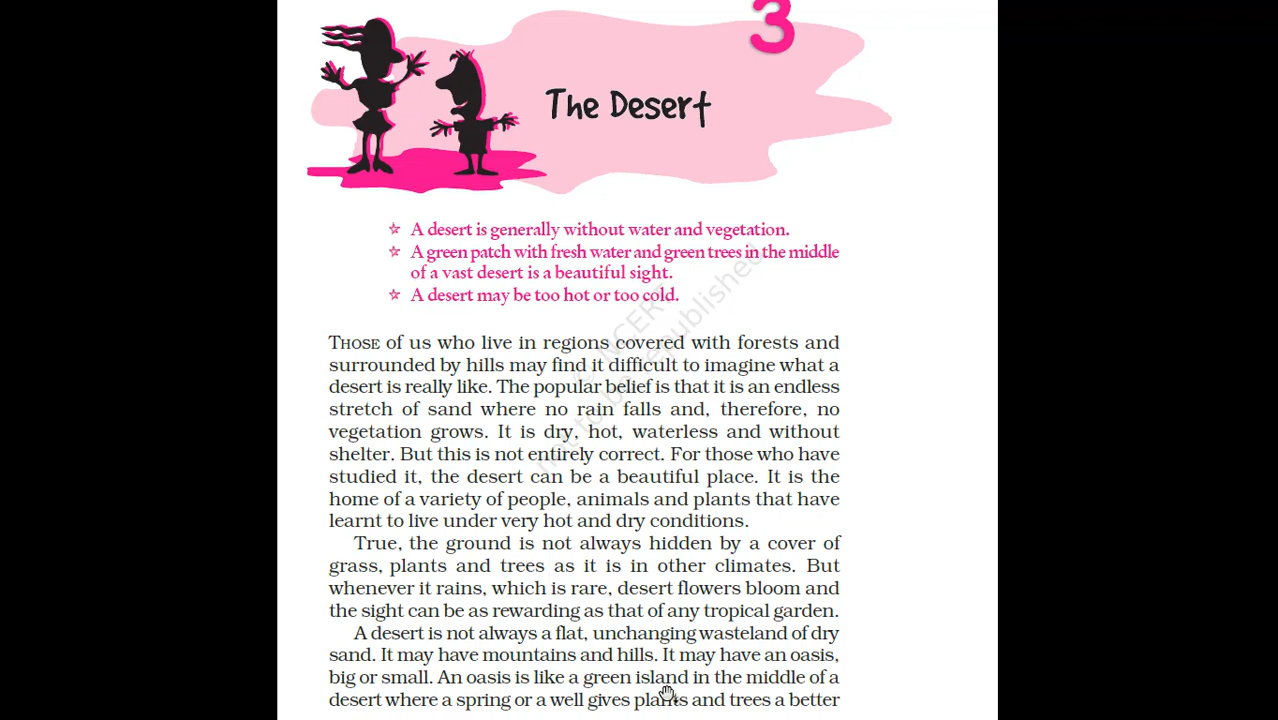 3
The Desert
☆ A desert is generally without water and vegetation.
☆ A green patch with fresh water and green trees in the middle
of a vast desert is a beautiful sight.
☆ A desert may be too hot or too cold.
© NCERT
not to be republished
THOSE of us who live in regions covered with forests and
surrounded by hills may find it difficult to imagine what a
desert is really like. The popular belief is that it is an endless
stretch of sand where no rain falls and, therefore, no
vegetation grows. It is dry, hot, waterless and without
shelter. But this is not entirely correct. For those who have
studied it, the desert can be a beautiful place. It is the
home of a variety of people, animals and plants that have
learnt to live under very hot and dry conditions.
True, the ground is not always hidden by a cover of
grass, plants and trees as it is in other climates. But
whenever it rains, which is rare, desert flowers bloom and
the sight can be as rewarding as that of any tropical garden.
A desert is not always a flat, unchanging wasteland of dry
sand. It may have mountains and hills. It may have an oasis,
big or small. An oasis is like a green island in the middle of a
desert where a spring or a well gives plants and trees a better